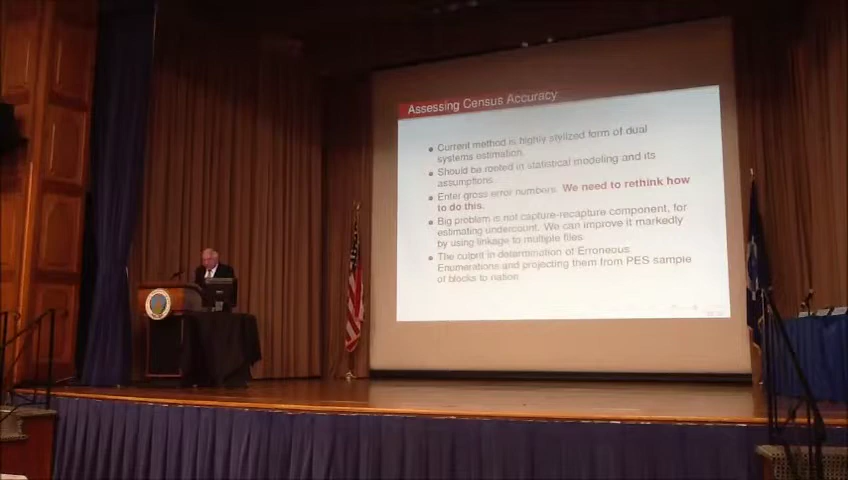 Assessing Census Accuracy
Current method is highly stylized form of dual
systems estimation.
Should be rooted in statistical modeling and its
assumptions.
Enter gross error numbers. We need to rethink how
to do this.
Big problem is not capture-recapture component, for
estimating undercount. We can improve it markedly
by using linkage to multiple files.
The culprit in determination of Erroneous
Enumerations and projecting them from PES sample
of blocks to nation.